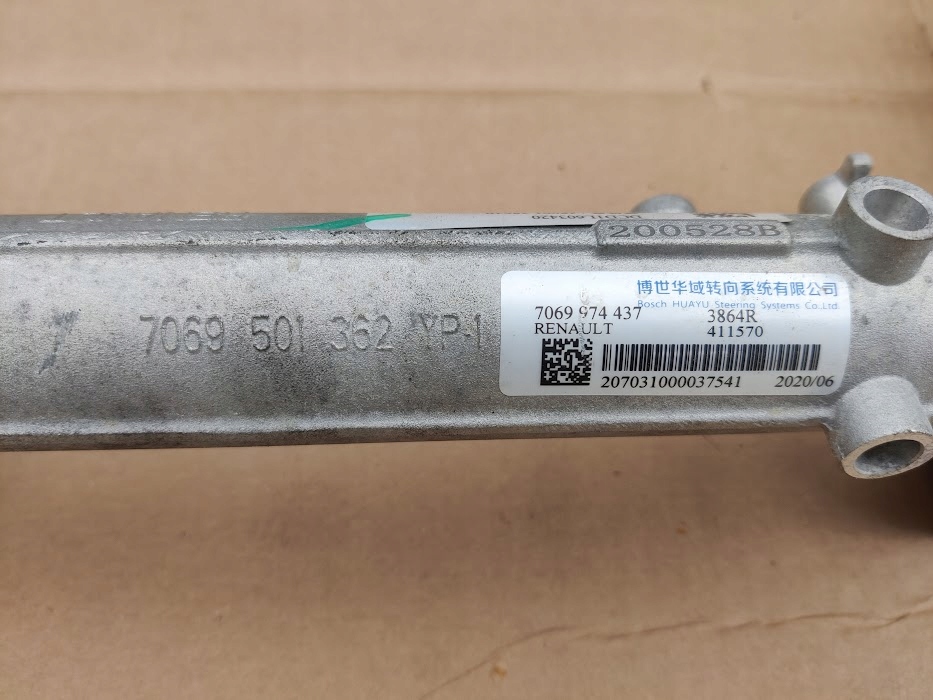 200528B
7069 501 362 YP-1
博世华域转向系统有限公司
Bosch HUAYU Steering Systems Co.,Ltd.
7069 974 437 3864R
RENAULT 411570
207031000037541 2020/06